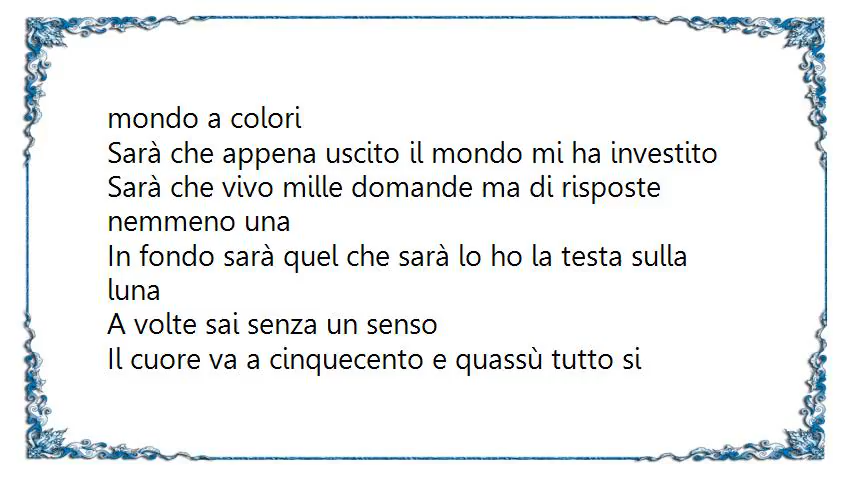 mondo a colori
Sarà che appena uscito il mondo mi ha investito
Sarà che vivo mille domande ma di risposte
nemmeno una
In fondo sarà quel che sarà lo ho la testa sulla
luna
A volte sai senza un senso
Il cuore va a cinquecento e quassù tutto si